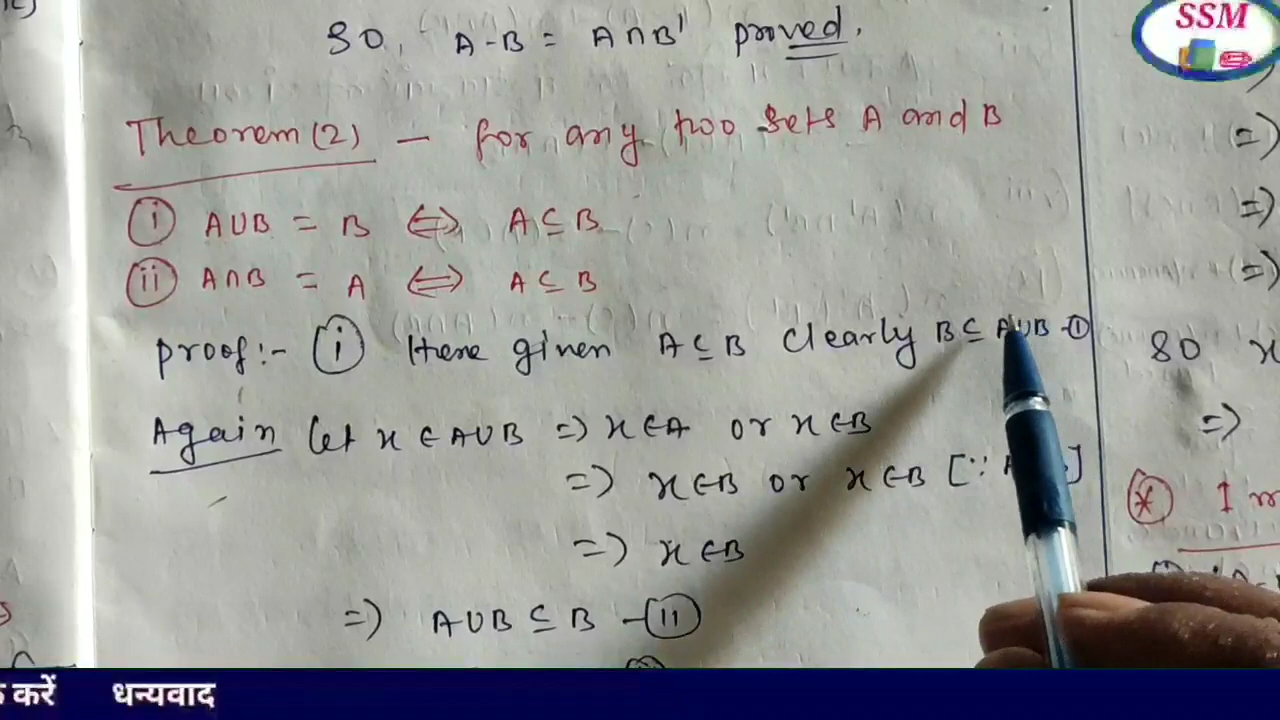 SSM
So, A-B = A∩B' proved.
Theorem (2) - for any two sets A and B
(i) A∪B = B ⇔ A⊆B
(ii) A∩B = A ⇔ A⊆B
proof:- (i) Here given A⊆B clearly B⊆A∪B -(i)
Again let x∈A∪B => x∈A or x∈B
=> x∈B or x∈B [∵
=> x∈B
=> A∪B⊆B -(ii)
=)
=)
=)
So x
=>
(*)
करें धन्यवाद